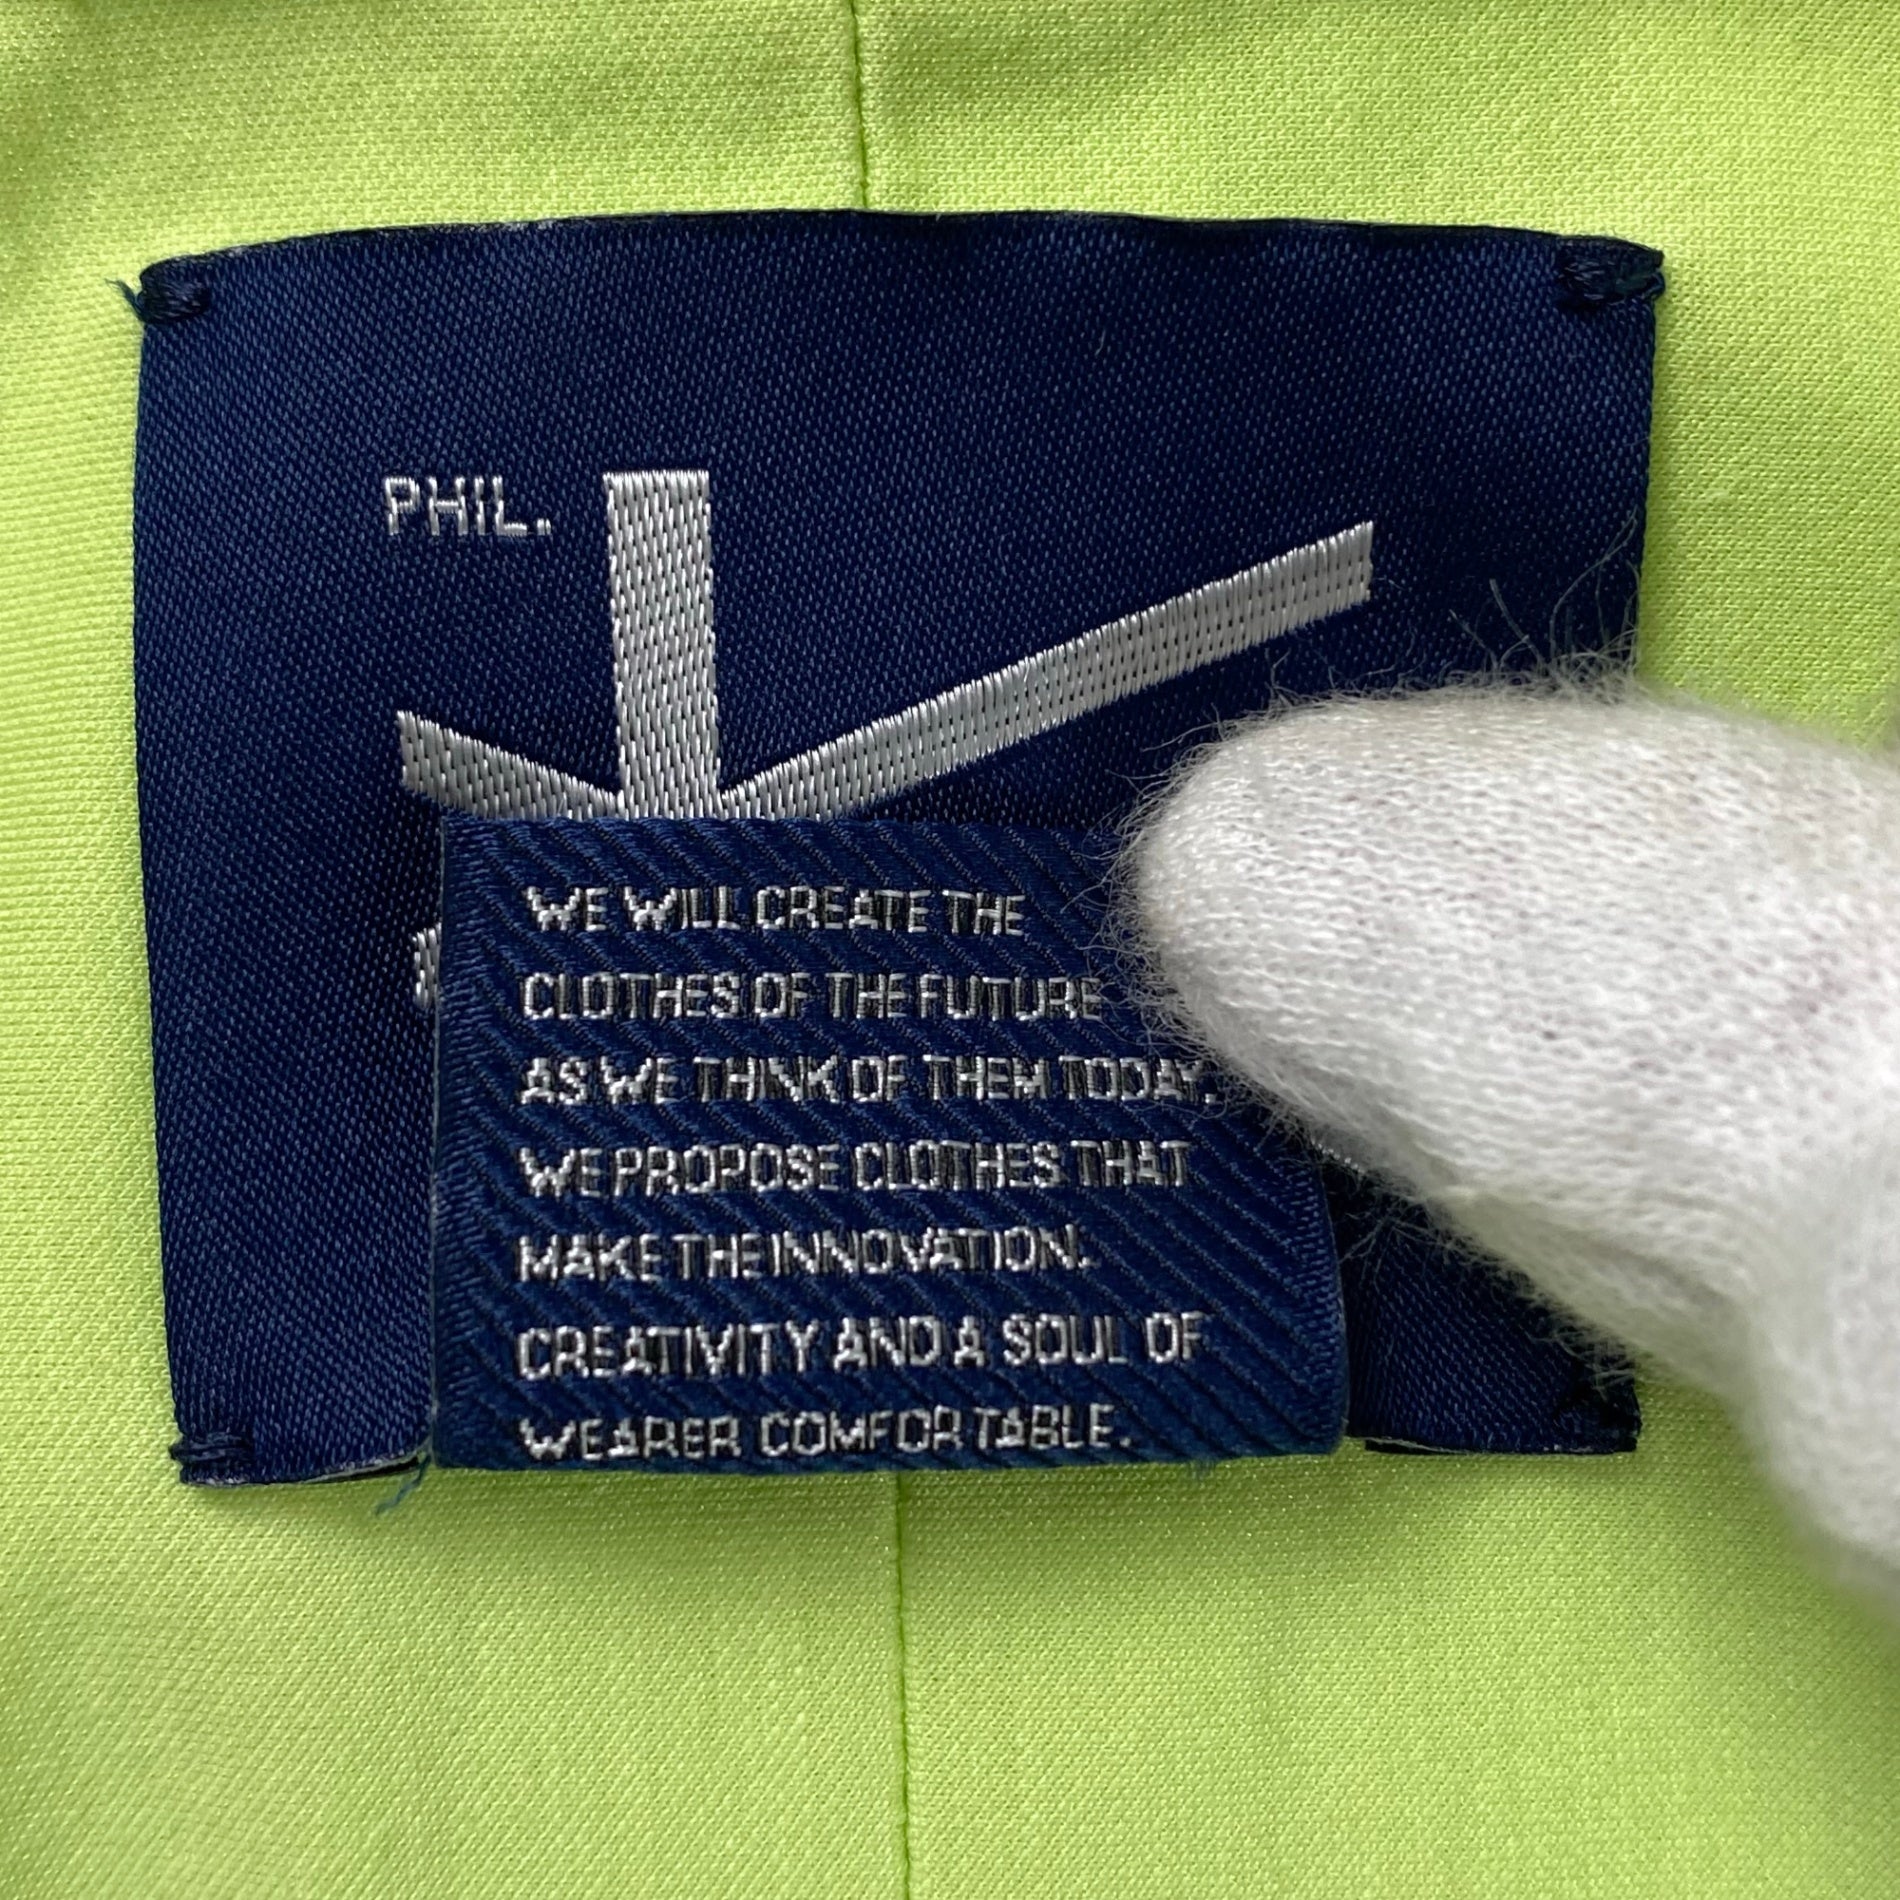 PHIL.
WE WILL CREATE THE
CLOTHES OF THE FUTURE
AS WE THINK OF THEM TODAY.
WE PROPOSE CLOTHES THAT
MAKE THE INNOVATION.
CREATIVITY AND A SOUL OF
WEARER COMFORTABLE.